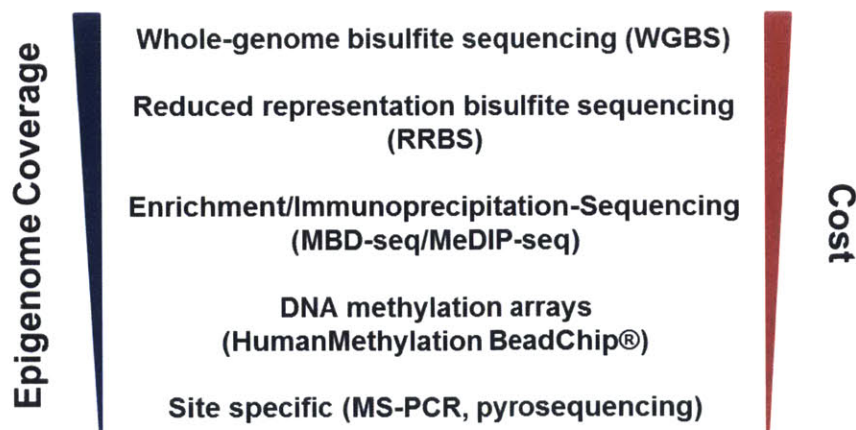 Epigenome Coverage
Whole-genome bisulfite sequencing (WGBS)
Reduced representation bisulfite sequencing
(RRBS)
Enrichment/Immunoprecipitation-Sequencing
(MBD-seq/MeDIP-seq)
DNA methylation arrays
(HumanMethylation BeadChip®)
Site specific (MS-PCR, pyrosequencing)
Cost